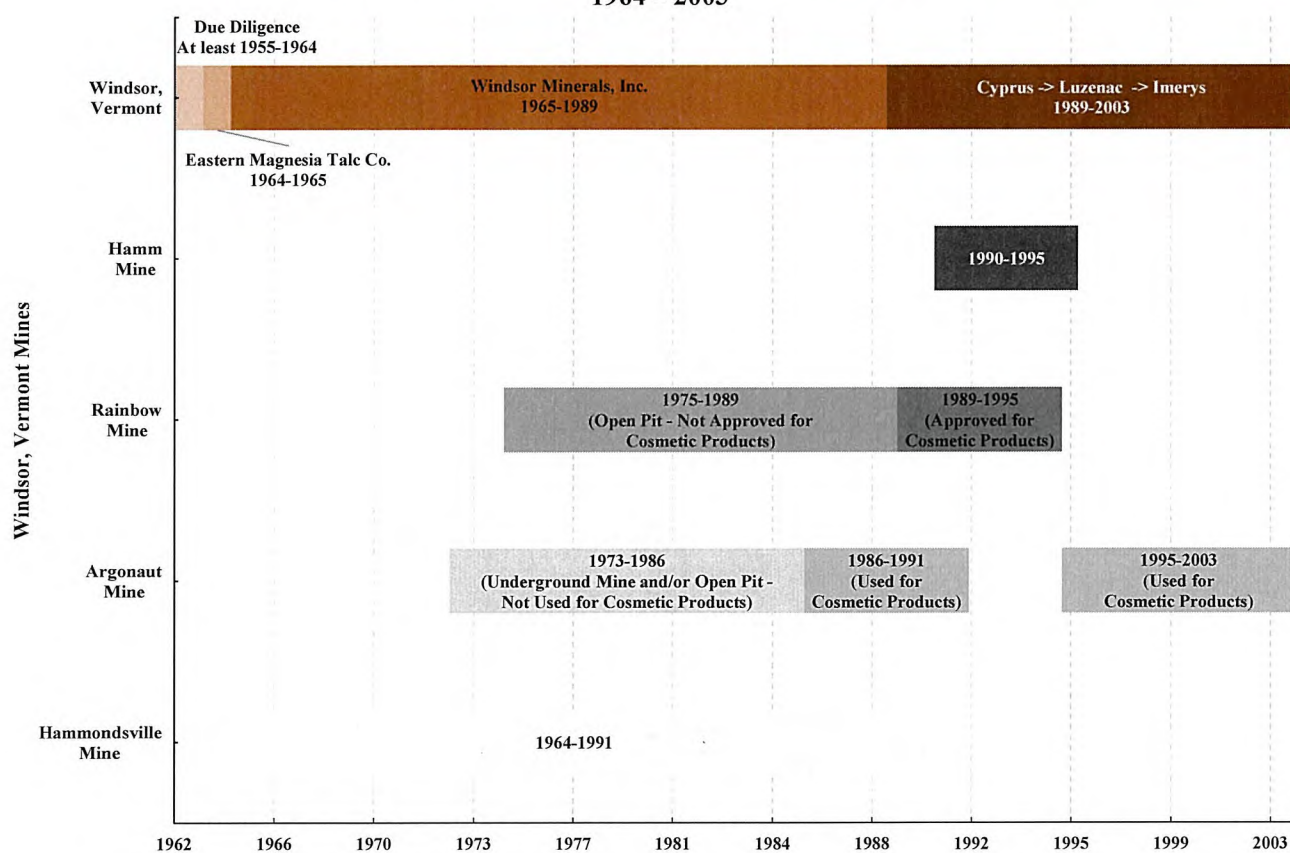 1964 – 2003
Due Diligence
At least 1955-1964
Windsor,
Vermont
Windsor Minerals, Inc.
1965-1989
Cyprus -> Luzenac -> Imerys
1989-2003
Eastern Magnesia Talc Co.
1964-1965
Hamm
Mine
1990-1995
Windsor, Vermont Mines
Rainbow
Mine
1975-1989
(Open Pit - Not Approved for
Cosmetic Products)
1989-1995
(Approved for
Cosmetic Products)
Argonaut
Mine
1973-1986
(Underground Mine and/or Open Pit -
Not Used for Cosmetic Products)
1986-1991
(Used for
Cosmetic Products)
1995-2003
(Used for
Cosmetic Products)
Hammondsville
Mine
1964-1991
1962 1966 1970 1973 1977 1981 1984 1988 1992 1995 1999 2003